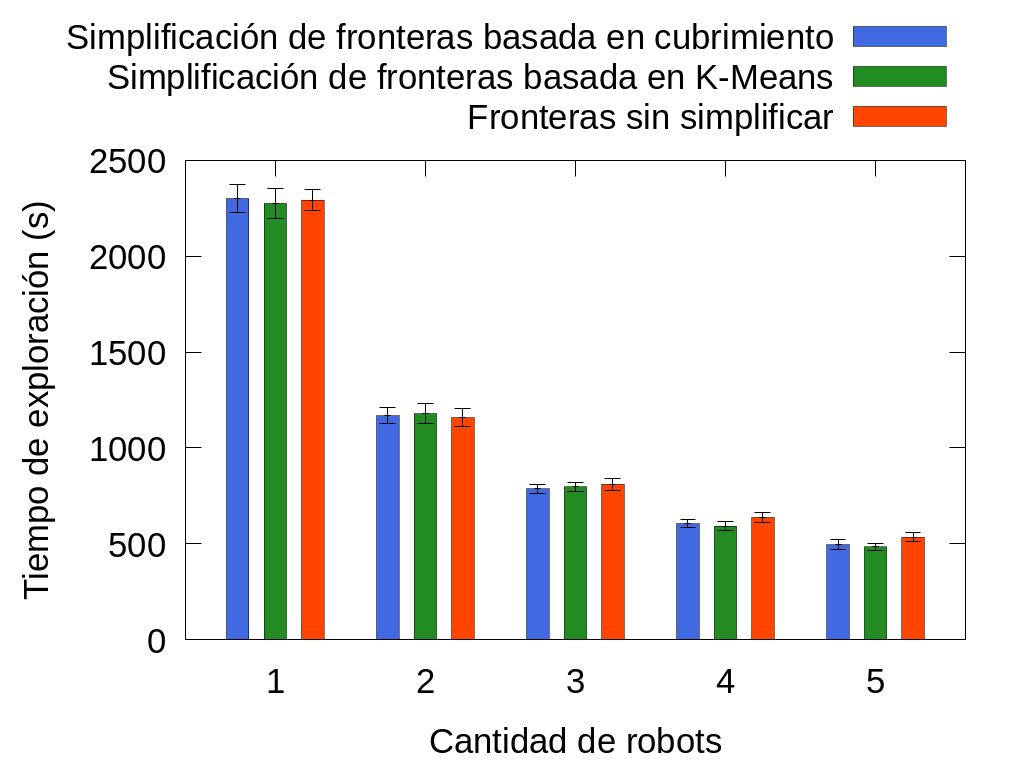 Simplificación de fronteras basada en cubrimiento
Simplificación de fronteras basada en K-Means
Fronteras sin simplificar
2500
2000
1500
1000
500
0
Tiempo de exploración (s)
1 2 3 4 5
Cantidad de robots